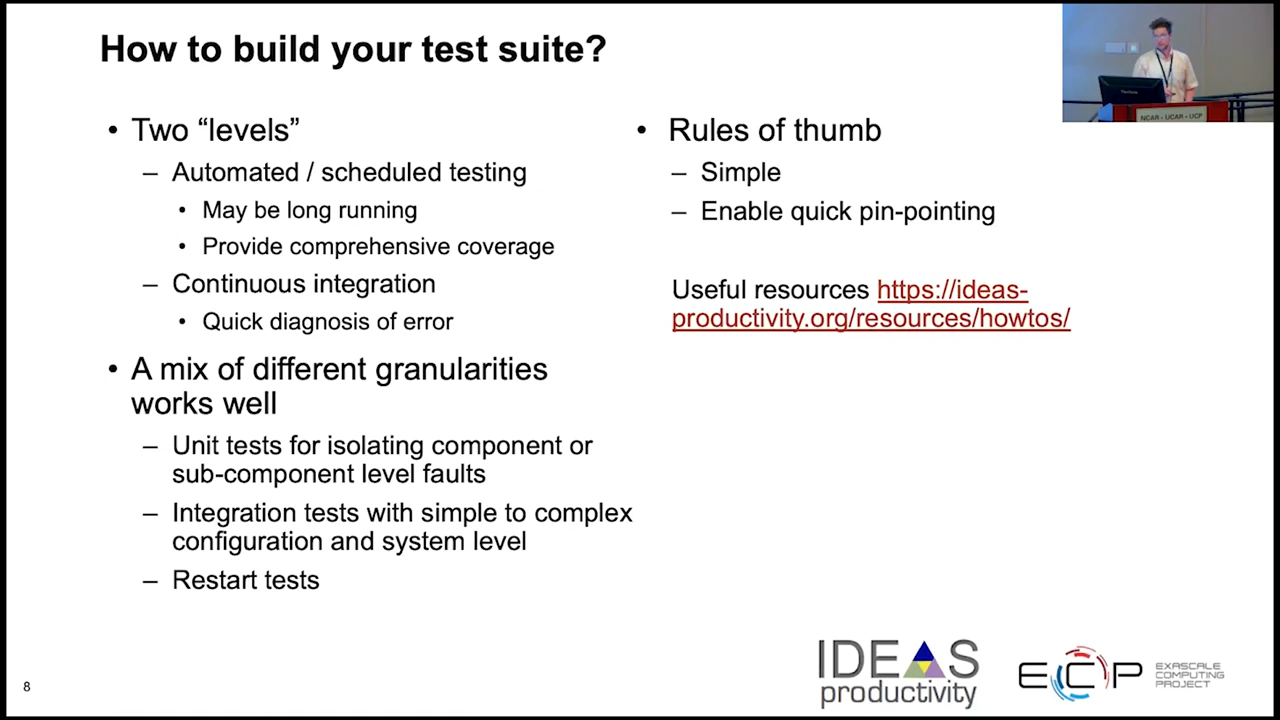 How to build your test suite?
• Two “levels”
– Automated / scheduled testing
• May be long running
• Provide comprehensive coverage
– Continuous integration
• Quick diagnosis of error
• A mix of different granularities
works well
– Unit tests for isolating component or
sub-component level faults
– Integration tests with simple to complex
configuration and system level
– Restart tests
• Rules of thumb
– Simple
– Enable quick pin-pointing
Useful resources https://ideas-
productivity.org/resources/howtos/
NCAR • UCAR • UCP
IDEAS
productivity
ECP
EXASCALE
COMPUTING
PROJECT
8